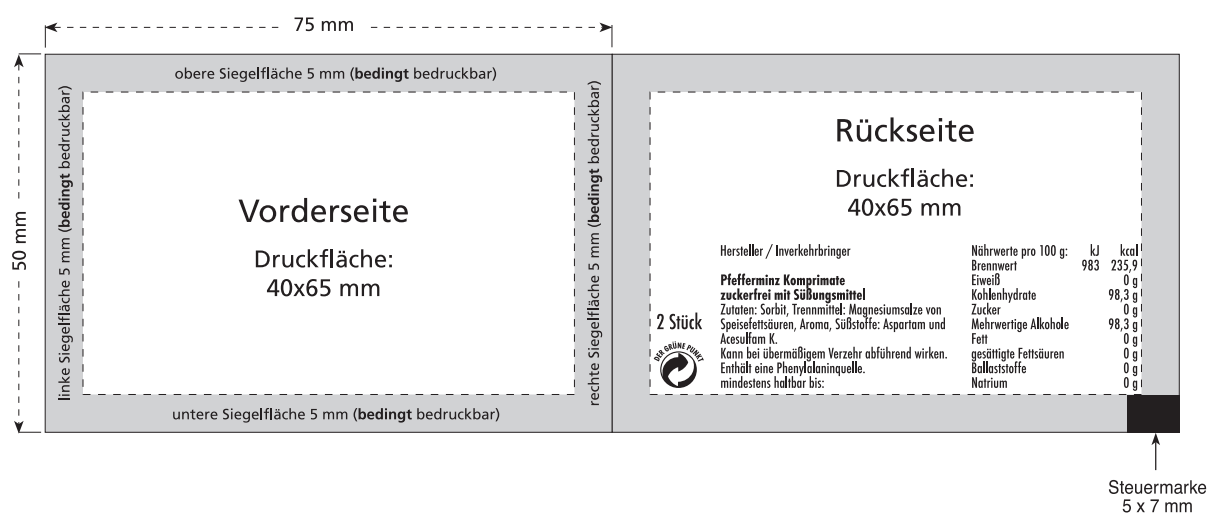 75 mm
50 mm
obere Siegelfläche 5 mm (bedingt bedruckbar)
linke Siegelfläche 5 mm (bedingt bedruckbar)
Vorderseite
Druckfläche:
40x65 mm
rechte Siegelfläche 5 mm (bedingt bedruckbar)
untere Siegelfläche 5 mm (bedingt bedruckbar)
Rückseite
Druckfläche:
40x65 mm
2 Stück
DER GRÜNE PUNKT
Hersteller / Inverkehrbringer
Pfefferminz Komprimate
zuckerfrei mit Süßungsmittel
Zutaten: Sorbit, Trennmittel: Magnesiumsalze von
Speisefettsäuren, Aroma, Süßstoffe: Aspartam und
Acesulfam K.
Kann bei übermäßigem Verzehr abführend wirken.
Enthält eine Phenylalaninquelle.
mindestens haltbar bis:
Nährwerte pro 100 g: kJ kcal
Brennwert 983 235,9
Eiweiß 0 g
Kohlenhydrate 98,3 g
Zucker 0 g
Mehrwertige Alkohole 98,3 g
Fett 0 g
gesättigte Fettsäuren 0 g
Ballaststoffe 0 g
Natrium 0 g
Steuermarke
5 x 7 mm